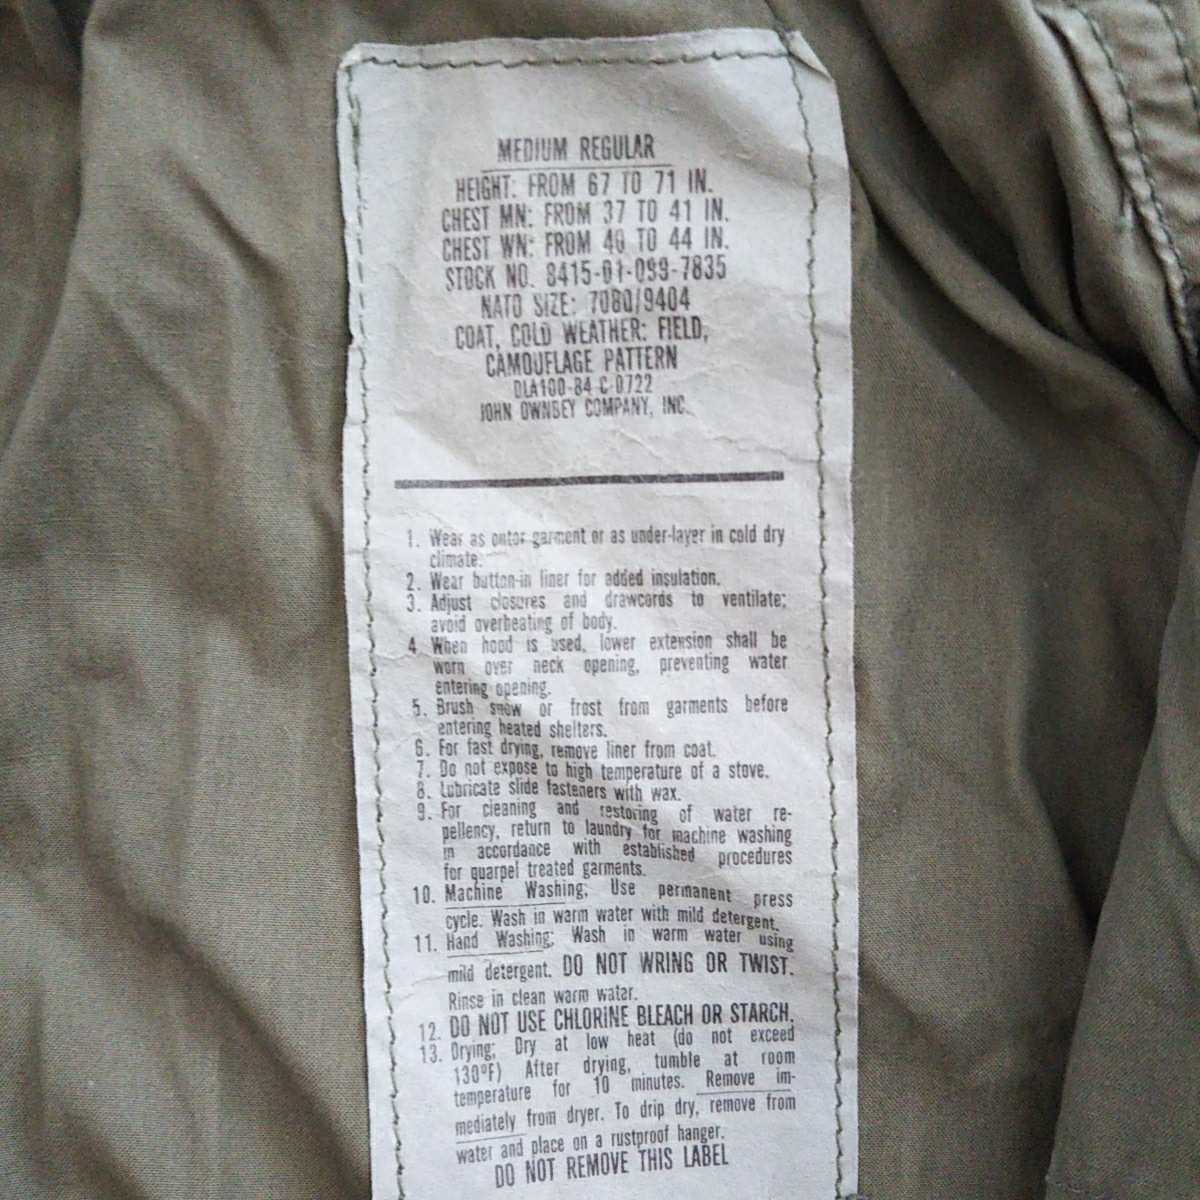 MEDIUM REGULAR
HEIGHT: FROM 67 TO 71 IN.
CHEST MN: FROM 37 TO 41 IN.
CHEST WN: FROM 40 TO 44 IN.
STOCK NO. 8415-01-099-7835
NATO SIZE: 7080/9404
COAT, COLD WEATHER: FIELD,
CAMOUFLAGE PATTERN
DLA100-84 C 0722
JOHN OWNSEY COMPANY, INC.
1. Wear as outer garment or as under-layer in cold dry
climate.
2. Wear button-in liner for added insulation.
3. Adjust closures and drawcords to ventilate;
avoid overheating of body.
4. When hood is used, lower extension shall be
worn over neck opening, preventing water
entering opening.
5. Brush snow or frost from garments before
entering heated shelters.
6. For fast drying, remove liner from coat.
7. Do not expose to high temperature of a stove.
8. Lubricate slide fasteners with wax.
9. For cleaning and restoring of water re-
pellency, return to laundry for machine washing
in accordance with established procedures
for quarpel treated garments.
10. Machine Washing; Use permanent press
cycle. Wash in warm water with mild detergent.
11. Hand Washing; Wash in warm water using
mild detergent. DO NOT WRING OR TWIST.
Rinse in clean warm water.
12. DO NOT USE CHLORINE BLEACH OR STARCH.
13. Drying; Dry at low heat (do not exceed
130°F) After drying, tumble at room
temperature for 10 minutes. Remove im-
mediately from dryer. To drip dry, remove from
water and place on a rustproof hanger.
DO NOT REMOVE THIS LABEL